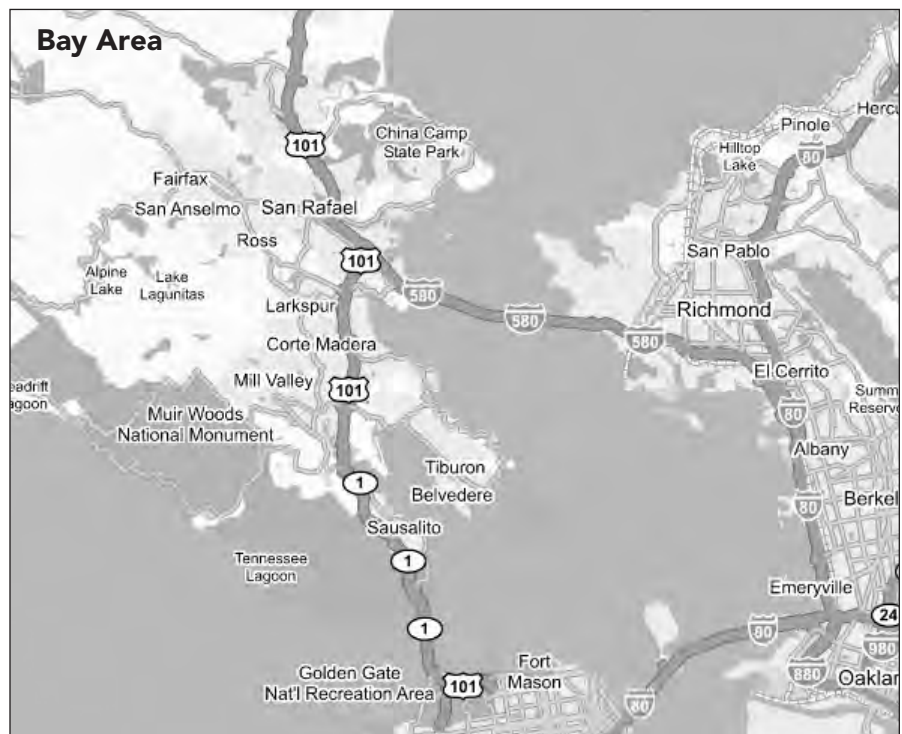 Bay Area
101
China Camp
State Park
Pinole
Hercu
80
Hilltop
Lake
Fairfax
San Anselmo
San Rafael
Ross
101
San Pablo
Alpine
Lake
Lake
Lagunitas
580
Larkspur
580
Richmond
580
Corte Madera
El Cerrito
Mill Valley
101
eadrift
agoon
Summ
Reserv
80
Muir Woods
National Monument
Albany
Tiburon
1
Belvedere
80
Berkel
Sausalito
Tennessee
Lagoon
1
Emeryville
24
1
80
980
Golden Gate
Nat'l Recreation Area
101
Fort
Mason
880
Oaklan
80